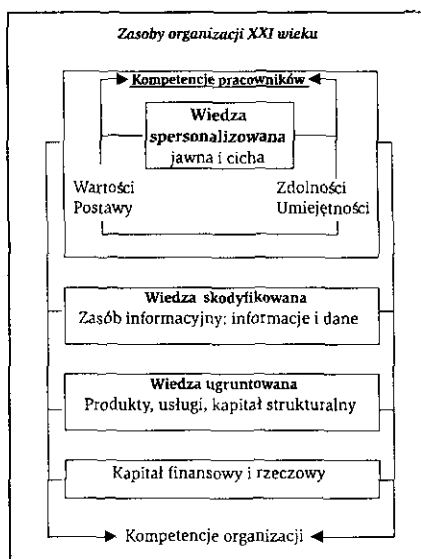 Zasoby organizacji XXI wieku
Kompetencje pracowników
Wiedza
spersonalizowana
jawna i cicha
Wartości
Postawy
Zdolności
Umiejętności
Wiedza skodyfikowana
Zasób informacyjny: informacje i dane
Wiedza ugruntowana
Produkty, usługi, kapitał strukturalny
Kapitał finansowy i rzeczowy
Kompetencje organizacji